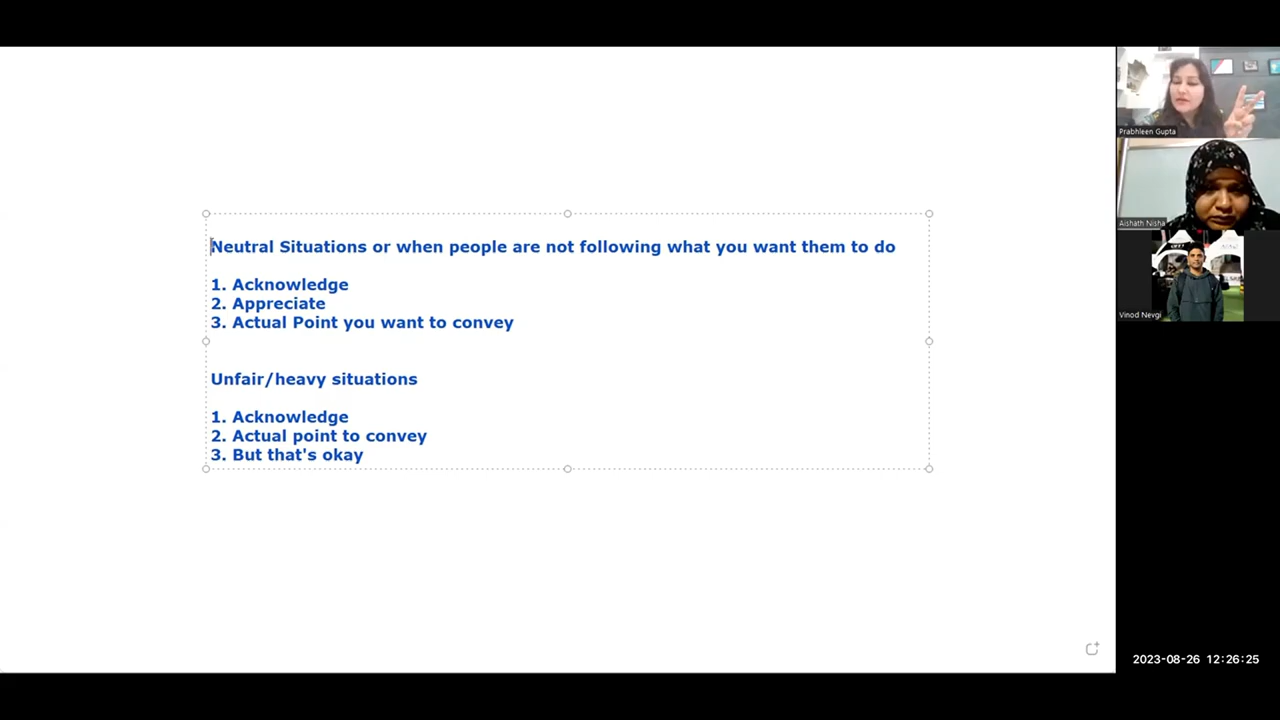 Neutral Situations or when people are not following what you want them to do
1. Acknowledge
2. Appreciate
3. Actual Point you want to convey
Unfair/heavy situations
1. Acknowledge
2. Actual point to convey
3. But that's okay
Prabhleen Gupta
Aishath Nisha
Vinod Nevgi
2023-08-26 12:26:25